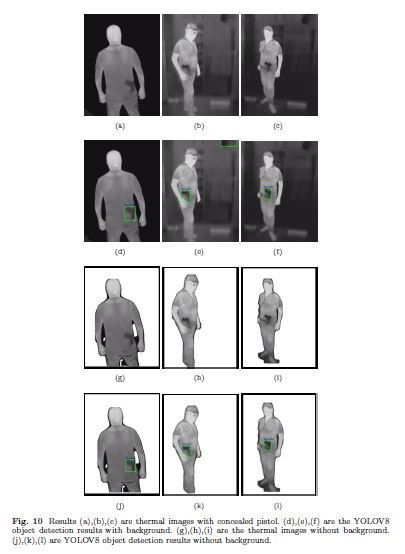 (a) (b) (c)
(d) (e) (f)
(g) (h) (i)
(j) (k) (l)
Fig. 10 Results (a),(b),(c) are thermal images with concealed pistol. (d),(e),(f) are the YOLOV8
object detection results with background. (g),(h),(i) are the thermal images without background.
(j),(k),(l) are YOLOV8 object detection results without background.